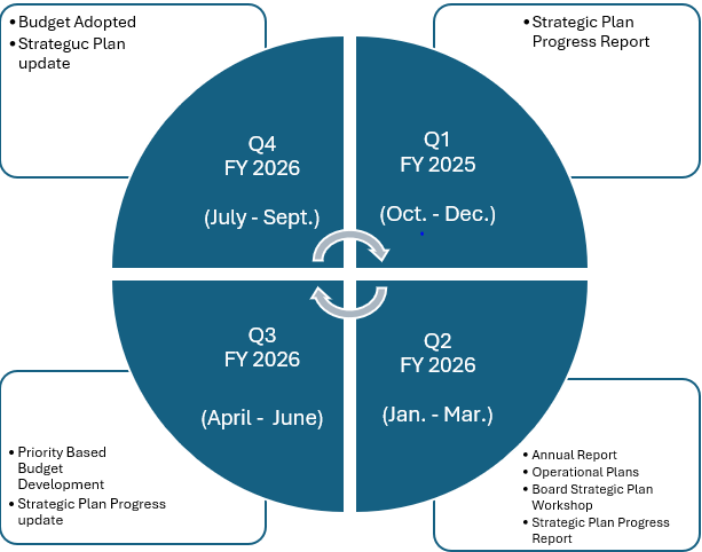 • Budget Adopted
• Strateguc Plan
update
• Strategic Plan
Progress Report
Q4
FY 2026
(July - Sept.)
Q1
FY 2025
(Oct. - Dec.)
Q3
FY 2026
(April - June)
Q2
FY 2026
(Jan. - Mar.)
• Priority Based
Budget
Development
• Strategic Plan Progress
update
• Annual Report
• Operational Plans
• Board Strategic Plan
Workshop
• Strategic Plan Progress
Report